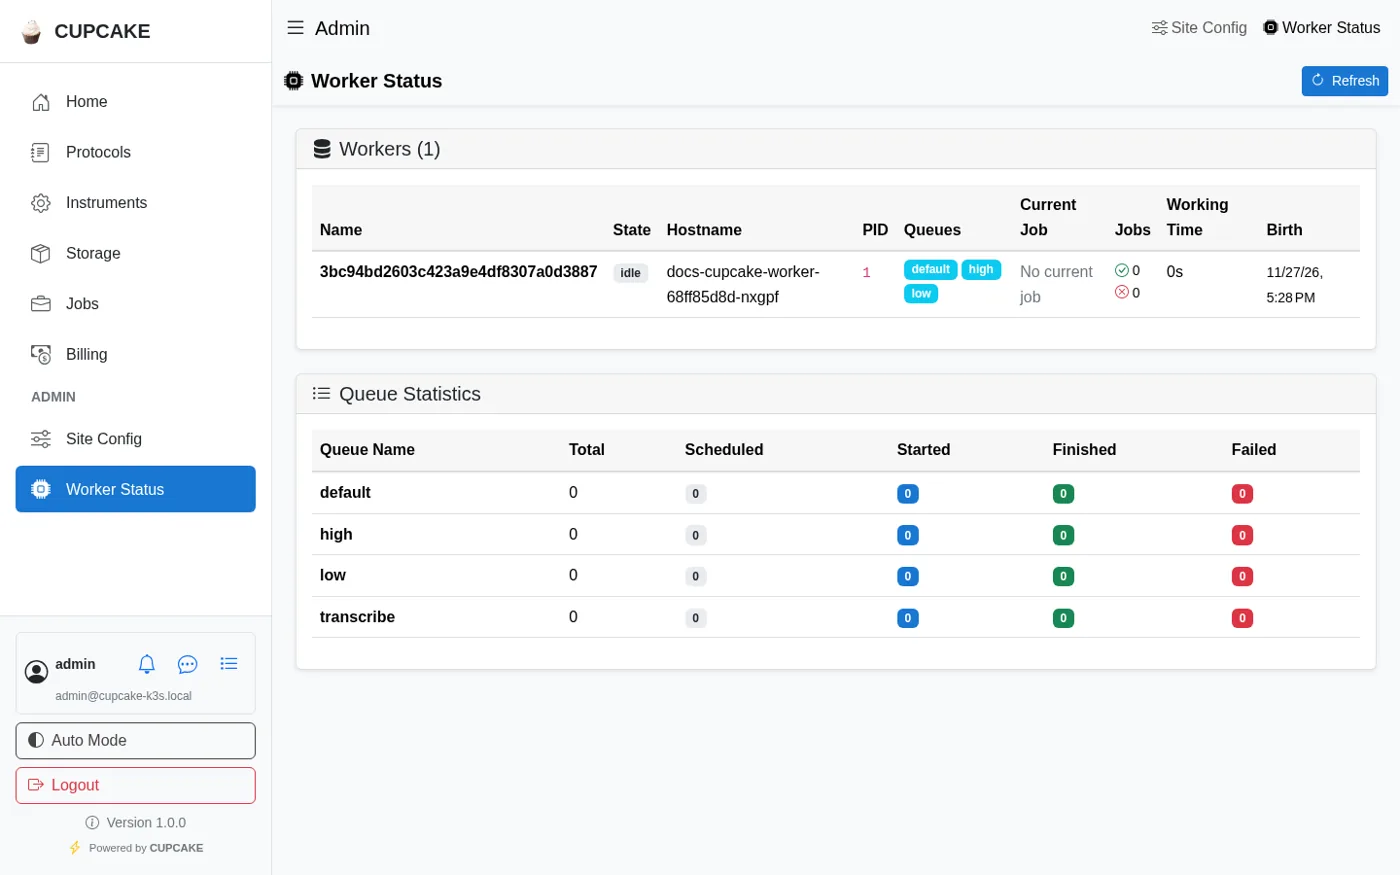 CUPCAKE
Home
Protocols
Instruments
Storage
Jobs
Billing
ADMIN
Site Config
Worker Status
admin
admin@cupcake-k3s.local
Auto Mode
Logout
Version 1.0.0
Powered by CUPCAKE
Admin
Site Config
Worker Status
Worker Status
Refresh
Workers (1)
Name State Hostname PID Queues Current Job Jobs Working Time Birth
3bc94bd2603c423a9e4df8307a0d3887 idle docs-cupcake-worker-68ff85d8d-nxgpf 1 default high low No current job 0 0 0s 11/27/26, 5:28 PM
Queue Statistics
Queue Name Total Scheduled Started Finished Failed
default 0 0 0 0 0
high 0 0 0 0 0
low 0 0 0 0 0
transcribe 0 0 0 0 0